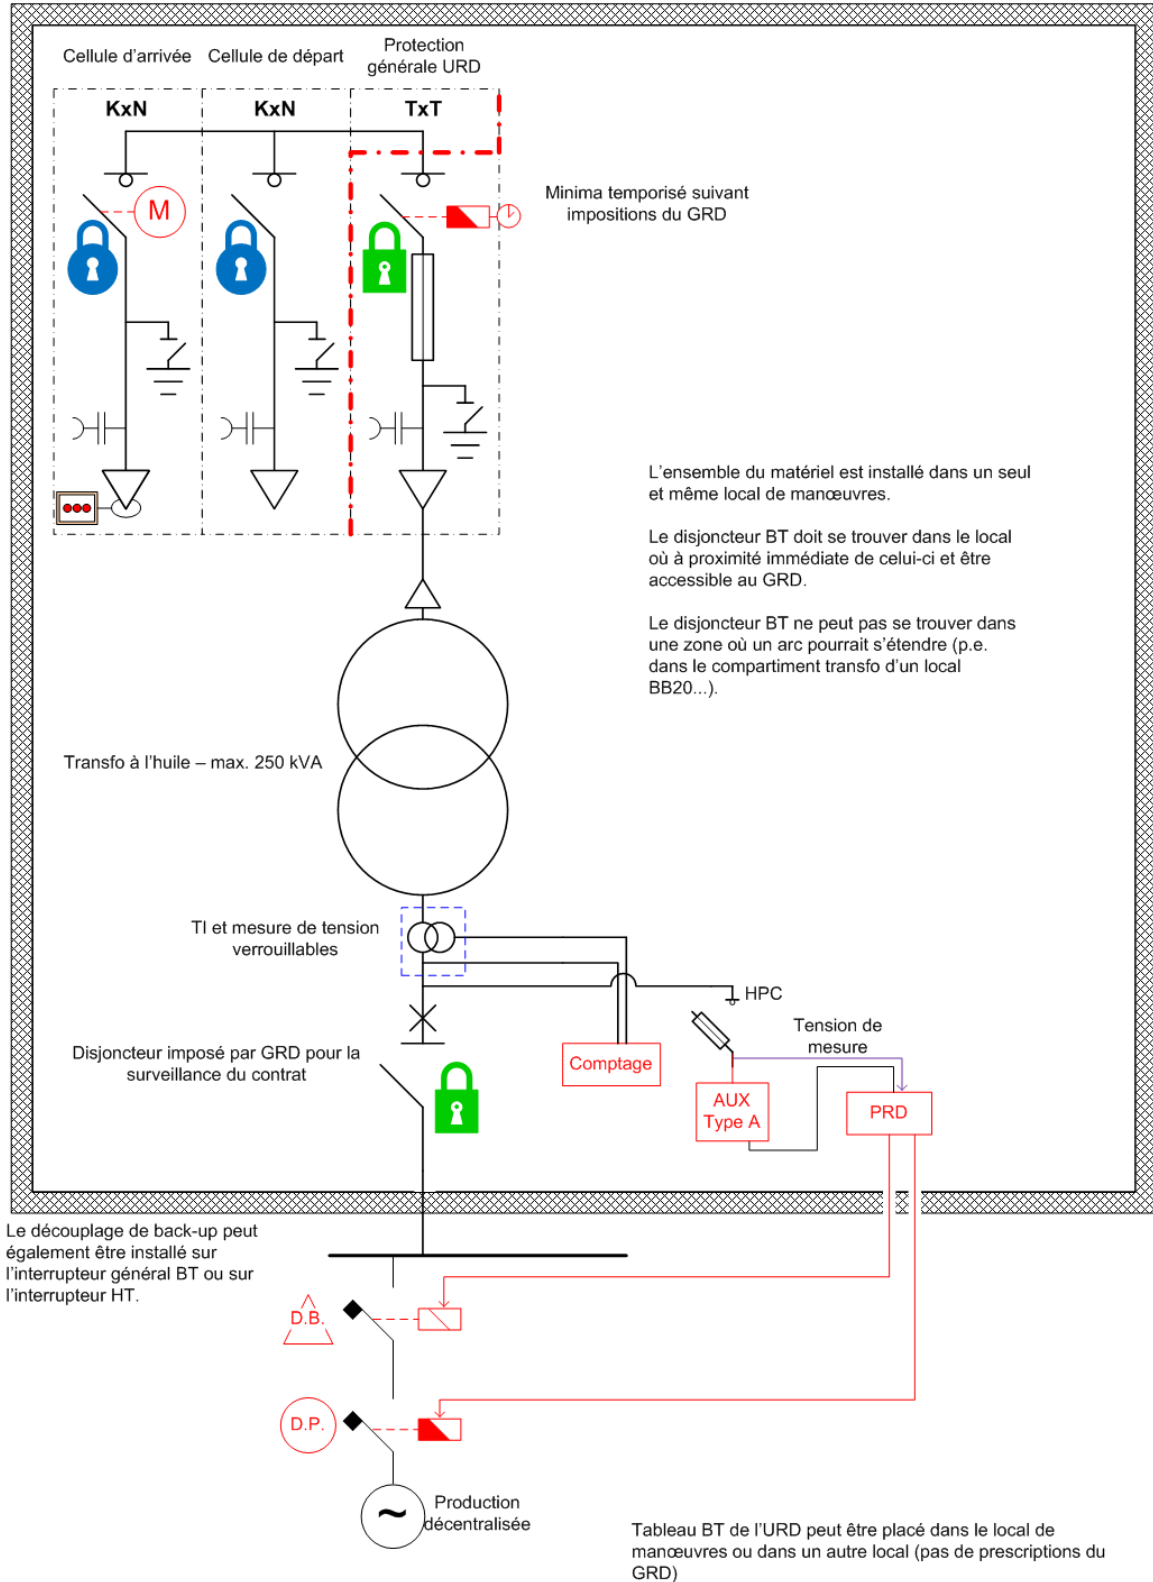 Cellule d'arrivée
Cellule de départ
Protection
générale URD
KxN
KxN
TxT
M
Minima temporisé suivant
impositions du GRD
L'ensemble du matériel est installé dans un seul
et même local de manœuvres.
Le disjoncteur BT doit se trouver dans le local
où à proximité immédiate de celui-ci et être
accessible au GRD.
Le disjoncteur BT ne peut pas se trouver dans
une zone où un arc pourrait s'étendre (p.e.
dans le compartiment transfo d'un local
BB20...).
Transfo à l'huile – max. 250 kVA
TI et mesure de tension
verrouillables
HPC
Tension de
mesure
Disjoncteur imposé par GRD pour la
surveillance du contrat
Comptage
AUX
Type A
PRD
Le découplage de back-up peut
également être installé sur
l'interrupteur général BT ou sur
l'interrupteur HT.
D.B.
D.P.
~
Production
décentralisée
Tableau BT de l'URD peut être placé dans le local de
manœuvres ou dans un autre local (pas de prescriptions du
GRD)